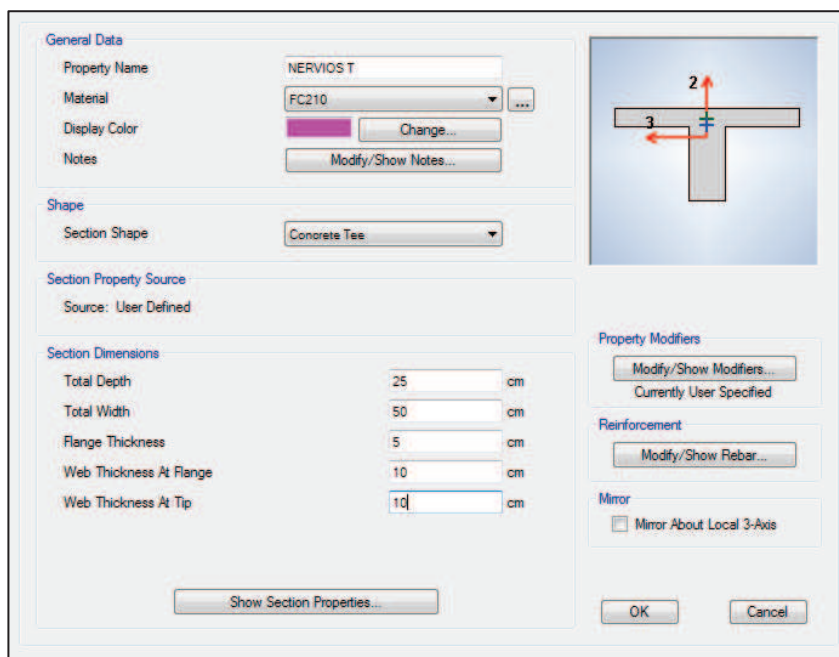 General Data
Property Name NERVIOS T
Material FC210 ...
Display Color Change...
Notes Modify/Show Notes...
2
3
Shape
Section Shape Concrete Tee
Section Property Source
Source: User Defined
Section Dimensions
Total Depth 25 cm
Total Width 50 cm
Flange Thickness 5 cm
Web Thickness At Flange 10 cm
Web Thickness At Tip 10 cm
Show Section Properties...
Property Modifiers
Modify/Show Modifiers...
Currently User Specified
Reinforcement
Modify/Show Rebar...
Mirror
Mirror About Local 3-Axis
OK Cancel